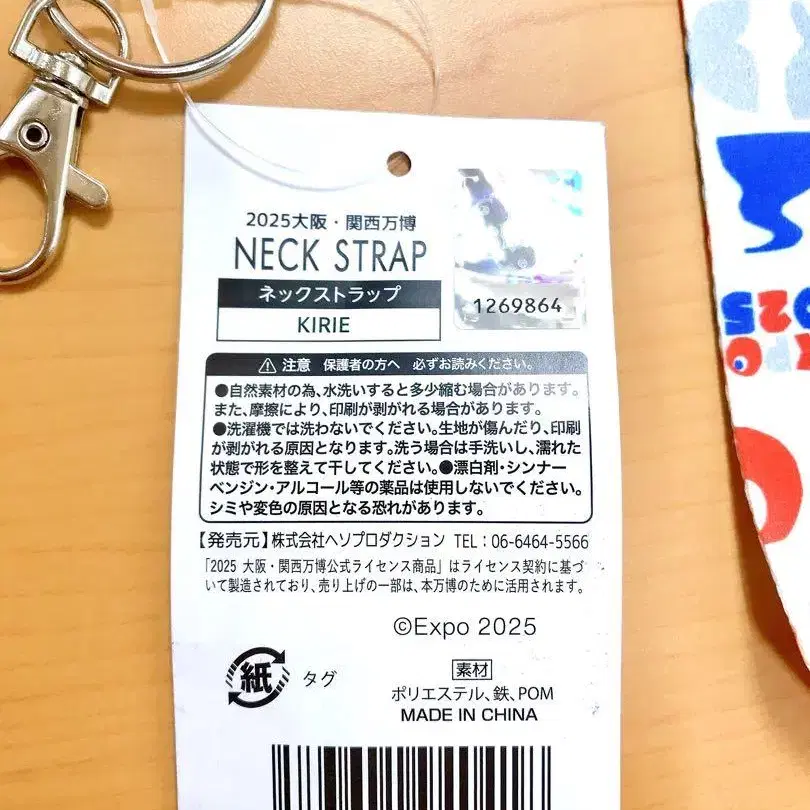 2025大阪・関西万博
NECK STRAP
ネックストラップ
KIRIE
1269864
注意 保護者の方へ 必ずお読みください。
●自然素材の為、水洗いすると多少縮む場合があります。
また、摩擦により、印刷が剥がれる場合があります。
●洗濯機では洗わないでください。生地が傷んだり、印刷
が剥がれる原因となります。洗う場合は手洗いし、濡れた
状態で形を整えて干してください。●漂白剤・シンナー
ベンジン・アルコール等の薬品は使用しないでください。
シミや変色の原因となる恐れがあります。
【発売元】株式会社ヘソプロダクション TEL：06-6464-5566
「2025 大阪・関西万博公式ライセンス商品」はライセンス契約に基づ
いて製造されており、売り上げの一部は、本万博のために活用されます。
©Expo 2025
紙 タグ
素材
ポリエステル、鉄、POM
MADE IN CHINA
2025
EXPO